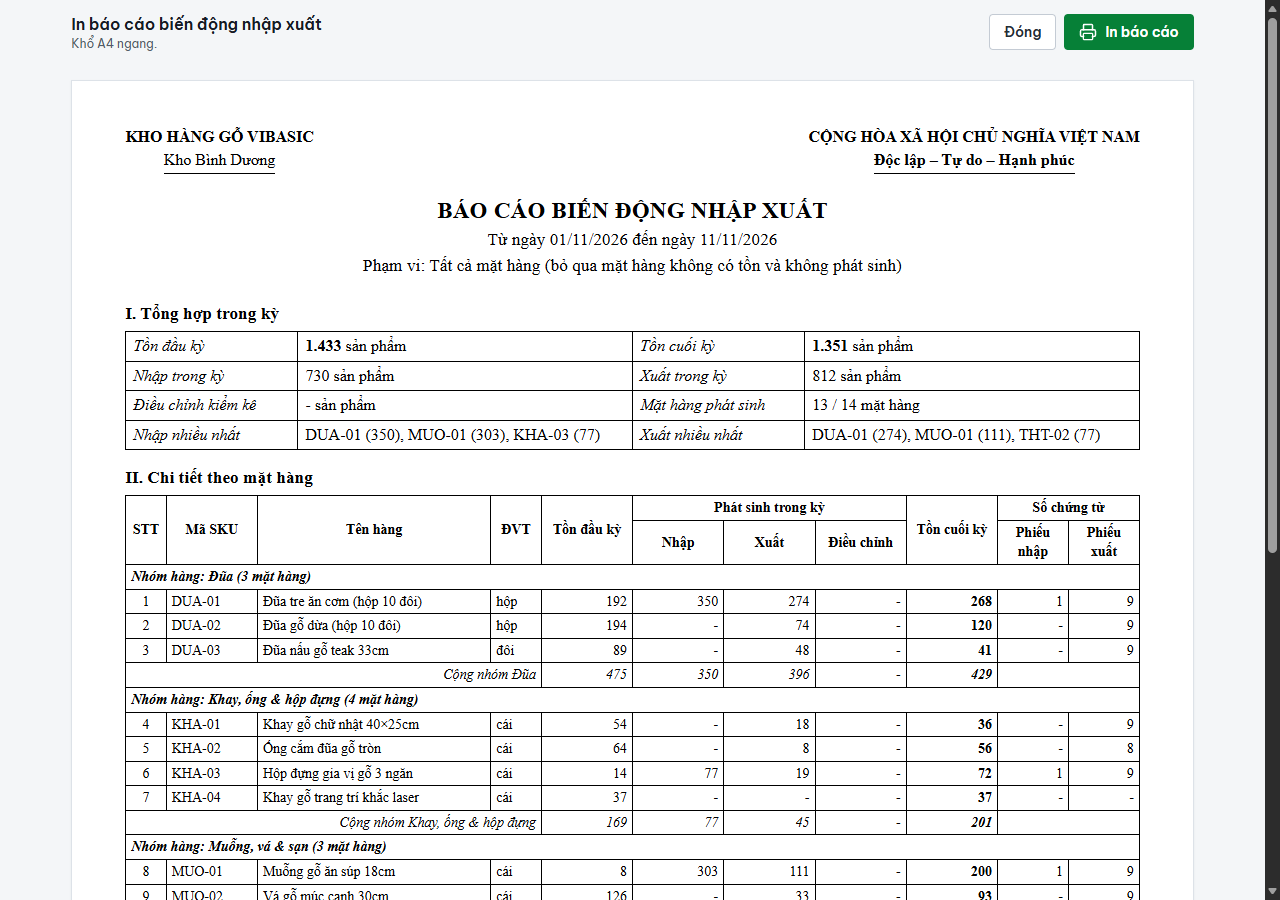 In báo cáo biến động nhập xuất
Khổ A4 ngang.
Đóng
In báo cáo
KHO HÀNG GỖ VIBASIC
Kho Bình Dương
CỘNG HÒA XÃ HỘI CHỦ NGHĨA VIỆT NAM
Độc lập – Tự do – Hạnh phúc
BÁO CÁO BIẾN ĐỘNG NHẬP XUẤT
Từ ngày 01/11/2026 đến ngày 11/11/2026
Phạm vi: Tất cả mặt hàng (bỏ qua mặt hàng không có tồn và không phát sinh)
I. Tổng hợp trong kỳ
Tồn đầu kỳ 1.433 sản phẩm Tồn cuối kỳ 1.351 sản phẩm
Nhập trong kỳ 730 sản phẩm Xuất trong kỳ 812 sản phẩm
Điều chỉnh kiểm kê - sản phẩm Mặt hàng phát sinh 13 / 14 mặt hàng
Nhập nhiều nhất DUA-01 (350), MUO-01 (303), KHA-03 (77) Xuất nhiều nhất DUA-01 (274), MUO-01 (111), THT-02 (77)
II. Chi tiết theo mặt hàng
STT Mã SKU Tên hàng ĐVT Tồn đầu kỳ Phát sinh trong kỳ Tồn cuối kỳ Số chứng từ
Nhập Xuất Điều chỉnh Phiếu nhập Phiếu xuất
Nhóm hàng: Đũa (3 mặt hàng)
1 DUA-01 Đũa tre ăn cơm (hộp 10 đôi) hộp 192 350 274 - 268 1 9
2 DUA-02 Đũa gỗ dừa (hộp 10 đôi) hộp 194 - 74 - 120 - 9
3 DUA-03 Đũa nấu gỗ teak 33cm đôi 89 - 48 - 41 - 9
Cộng nhóm Đũa 475 350 396 - 429
Nhóm hàng: Khay, ống & hộp đựng (4 mặt hàng)
4 KHA-01 Khay gỗ chữ nhật 40×25cm cái 54 - 18 - 36 - 9
5 KHA-02 Ống cắm đũa gỗ tròn cái 64 - 8 - 56 - 8
6 KHA-03 Hộp đựng gia vị gỗ 3 ngăn cái 14 77 19 - 72 1 9
7 KHA-04 Khay gỗ trang trí khắc laser cái 37 - - - 37 - -
Cộng nhóm Khay, ống & hộp đựng 169 77 45 - 201
Nhóm hàng: Muỗng, vá & sạn (3 mặt hàng)
8 MUO-01 Muỗng gỗ ăn súp 18cm cái 8 303 111 - 200 1 9
9 MUO-02 Vá gỗ múc canh 30cm cái 126 - 33 - 93 - 9